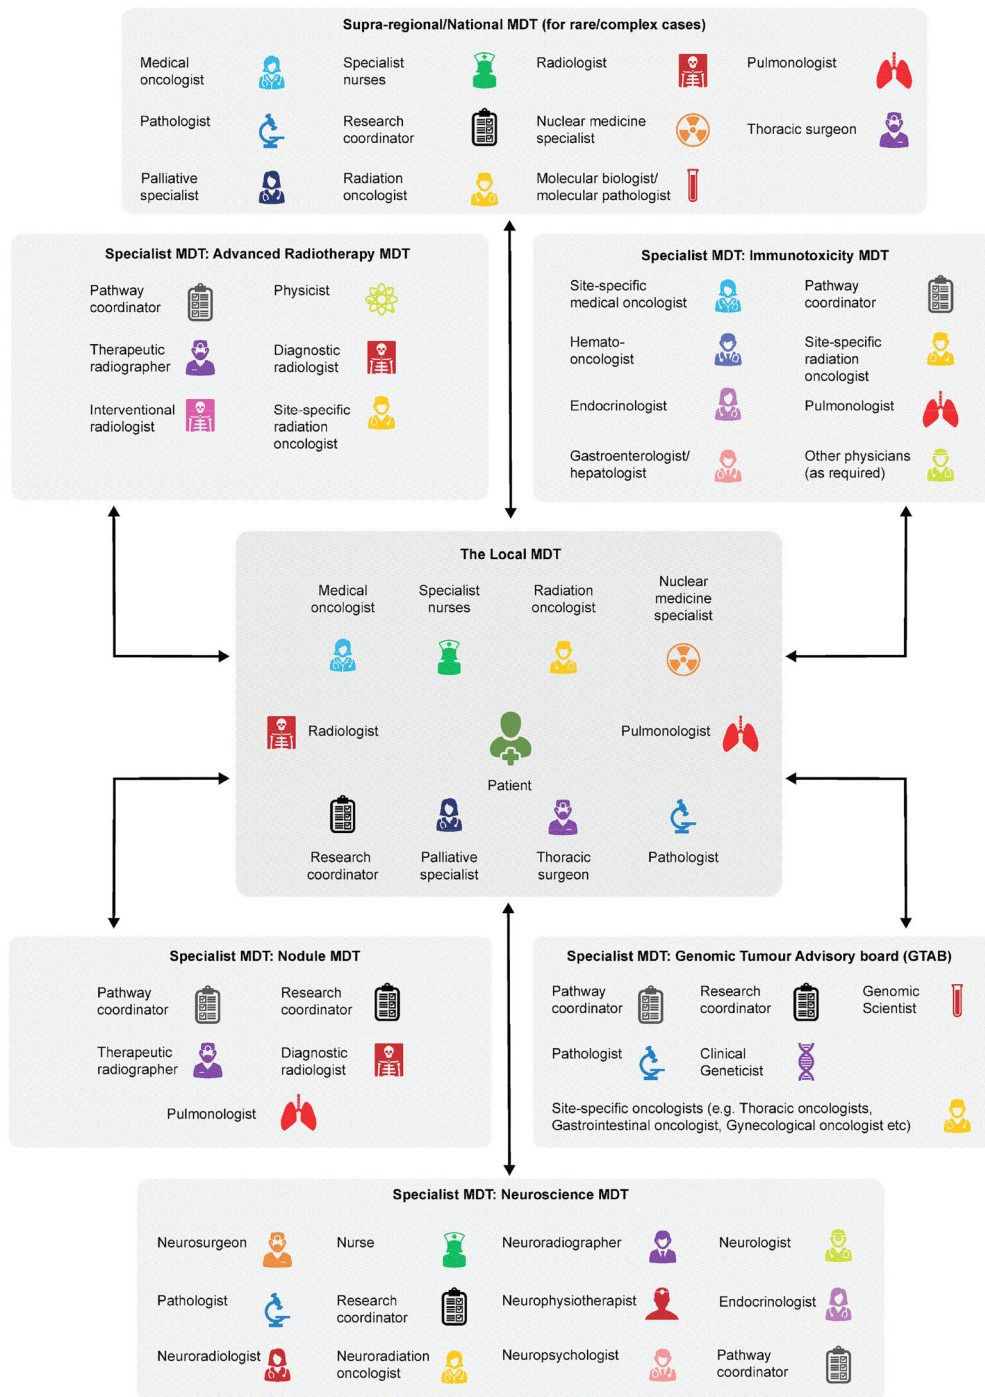 Supra-regional/National MDT (for rare/complex cases)
Medical
oncologist
Specialist
nurses
Radiologist
Pulmonologist
Pathologist
Research
coordinator
Nuclear medicine
specialist
Thoracic surgeon
Palliative
specialist
Radiation
oncologist
Molecular biologist/
molecular pathologist
Specialist MDT: Advanced Radiotherapy MDT
Pathway
coordinator
Physicist
Therapeutic
radiographer
Diagnostic
radiologist
Interventional
radiologist
Site-specific
radiation
oncologist
Specialist MDT: Immunotoxicity MDT
Site-specific
medical oncologist
Pathway
coordinator
Hemato-
oncologist
Site-specific
radiation
oncologist
Endocrinologist
Pulmonologist
Gastroenterologist/
hepatologist
Other physicians
(as required)
The Local MDT
Medical
oncologist
Specialist
nurses
Radiation
oncologist
Nuclear
medicine
specialist
Radiologist
Pulmonologist
Patient
Research
coordinator
Palliative
specialist
Thoracic
surgeon
Pathologist
Specialist MDT: Nodule MDT
Pathway
coordinator
Research
coordinator
Therapeutic
radiographer
Diagnostic
radiologist
Pulmonologist
Specialist MDT: Genomic Tumour Advisory board (GTAB)
Pathway
coordinator
Research
coordinator
Genomic
Scientist
Pathologist
Clinical
Geneticist
Site-specific oncologists (e.g. Thoracic oncologists,
Gastrointestinal oncologist, Gynecological oncologist etc)
Specialist MDT: Neuroscience MDT
Neurosurgeon
Nurse
Neuroradiographer
Neurologist
Pathologist
Research
coordinator
Neurophysiotherapist
Endocrinologist
Neuroradiologist
Neuroradiation
oncologist
Neuropsychologist
Pathway
coordinator